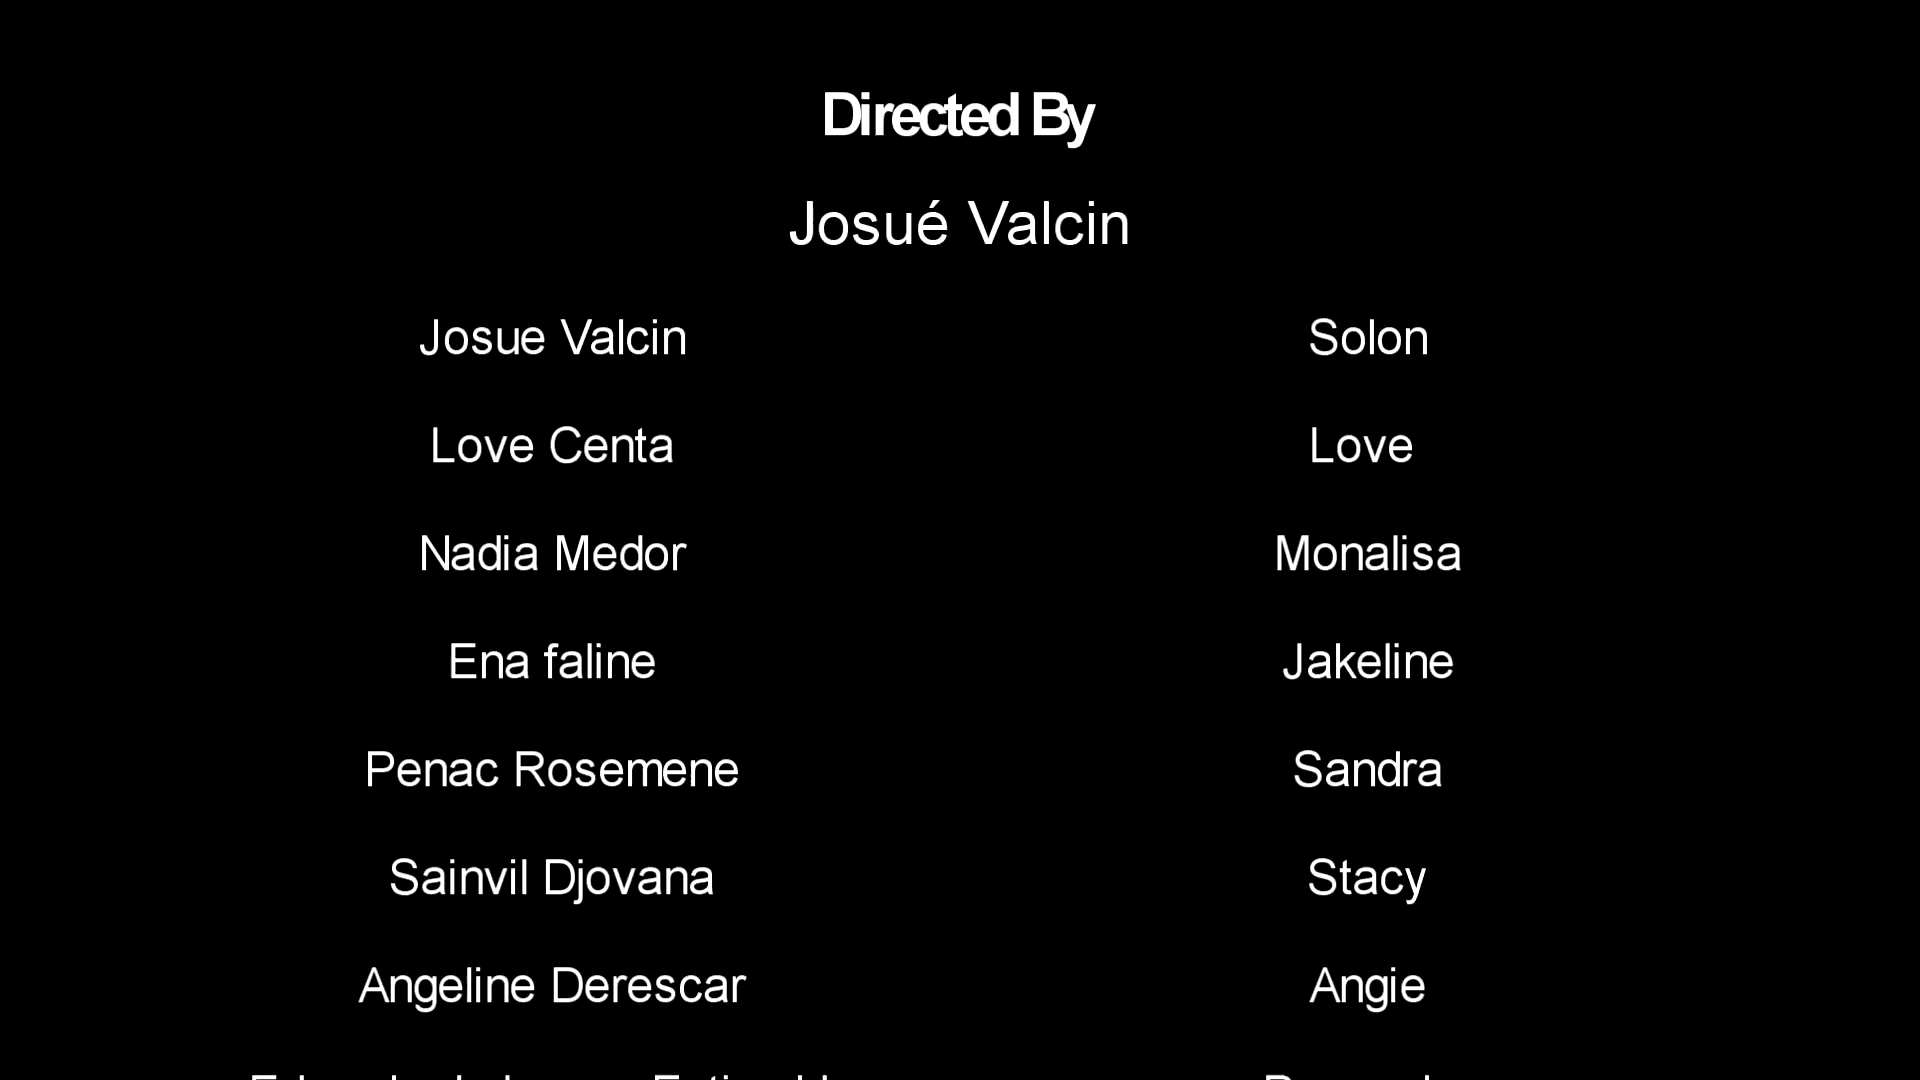 Directed By
Josué Valcin
Josue Valcin Solon
Love Centa Love
Nadia Medor Monalisa
Ena faline Jakeline
Penac Rosemene Sandra
Sainvil Djovana Stacy
Angeline Derescar Angie